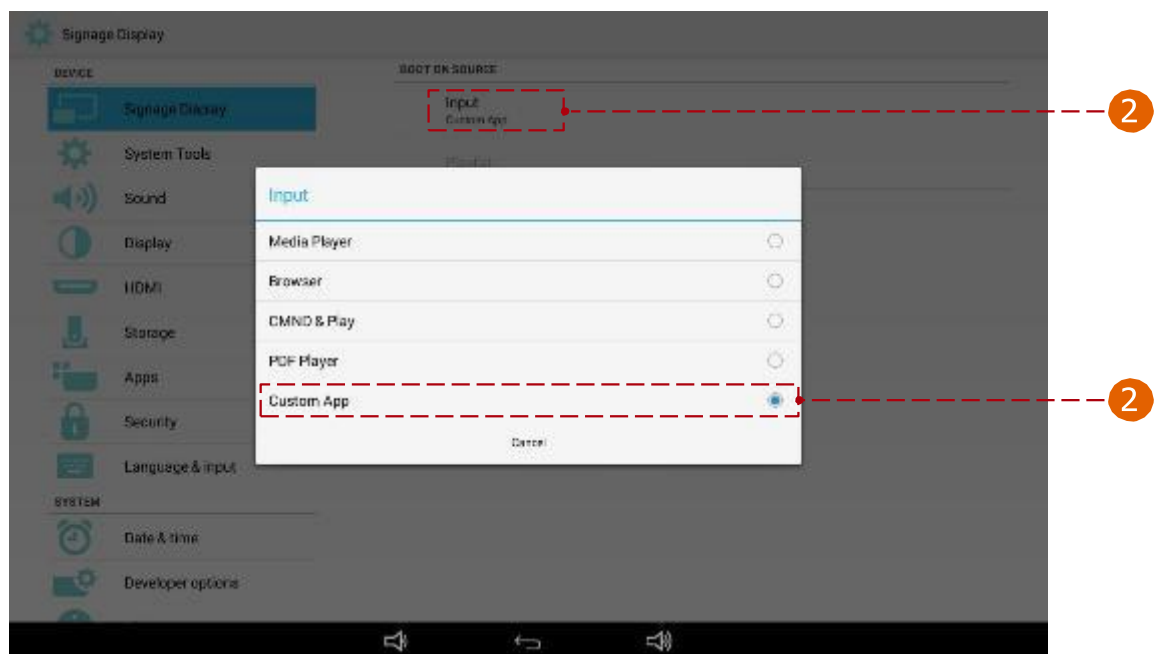 Signage Display
DEVICE
BOOT ON SOURCE
Signage Display
Input
Custom App
2
System Tools
Playlist
Sound
Input
Display
Media Player
HDMI
Browser
Storage
CMND & Play
Apps
PDF Player
Security
Custom App
2
Cancel
Language & input
SYSTEM
Date & time
Developer options